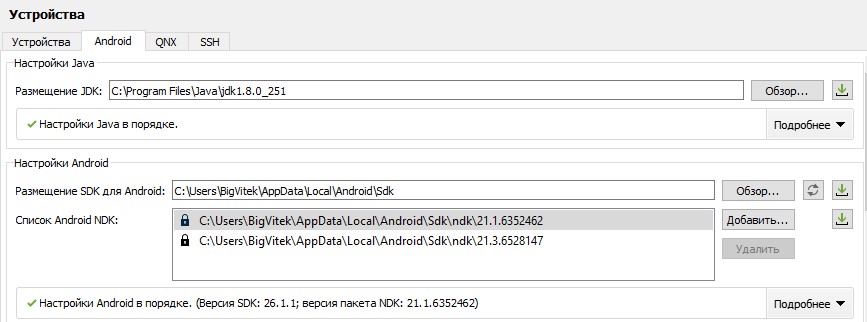 Устройства
Устройства Android QNX SSH
Настройки Java
Размещение JDK: C:\Program Files\Java\jdk1.8.0_251 Обзор...
Настройки Java в порядке. Подробнее
Настройки Android
Размещение SDK для Android: C:\Users\BigVitek\AppData\Local\Android\Sdk Обзор...
Список Android NDK: C:\Users\BigVitek\AppData\Local\Android\Sdk\ndk\21.1.6352462 Добавить...
C:\Users\BigVitek\AppData\Local\Android\Sdk\ndk\21.3.6528147 Удалить
Настройки Android в порядке. (Версия SDK: 26.1.1; версия пакета NDK: 21.1.6352462) Подробнее